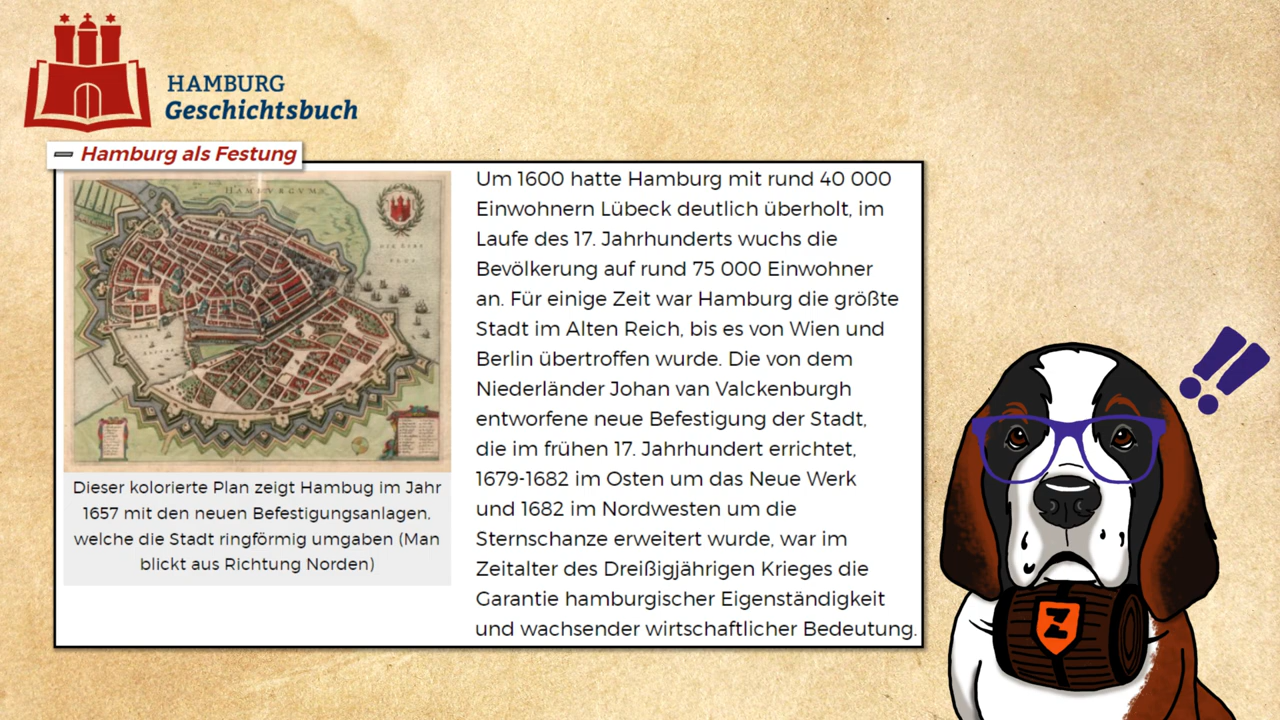 HAMBURG
Geschichtsbuch
Hamburg als Festung
HAMBVRGVM
Um 1600 hatte Hamburg mit rund 40 000
Einwohnern Lübeck deutlich überholt, im
Laufe des 17. Jahrhunderts wuchs die
Bevölkerung auf rund 75 000 Einwohner
an. Für einige Zeit war Hamburg die größte
Stadt im Alten Reich, bis es von Wien und
Berlin übertroffen wurde. Die von dem
Niederländer Johan van Valckenburgh
entworfene neue Befestigung der Stadt,
die im frühen 17. Jahrhundert errichtet,
1679-1682 im Osten um das Neue Werk
und 1682 im Nordwesten um die
Sternschanze erweitert wurde, war im
Zeitalter des Dreißigjährigen Krieges die
Garantie hamburgischer Eigenständigkeit
und wachsender wirtschaftlicher Bedeutung.
Dieser kolorierte Plan zeigt Hambug im Jahr
1657 mit den neuen Befestigunganlagen,
welche die Stadt ringförmig umgaben (Man
blickt aus Richtung Norden)
!!
Z